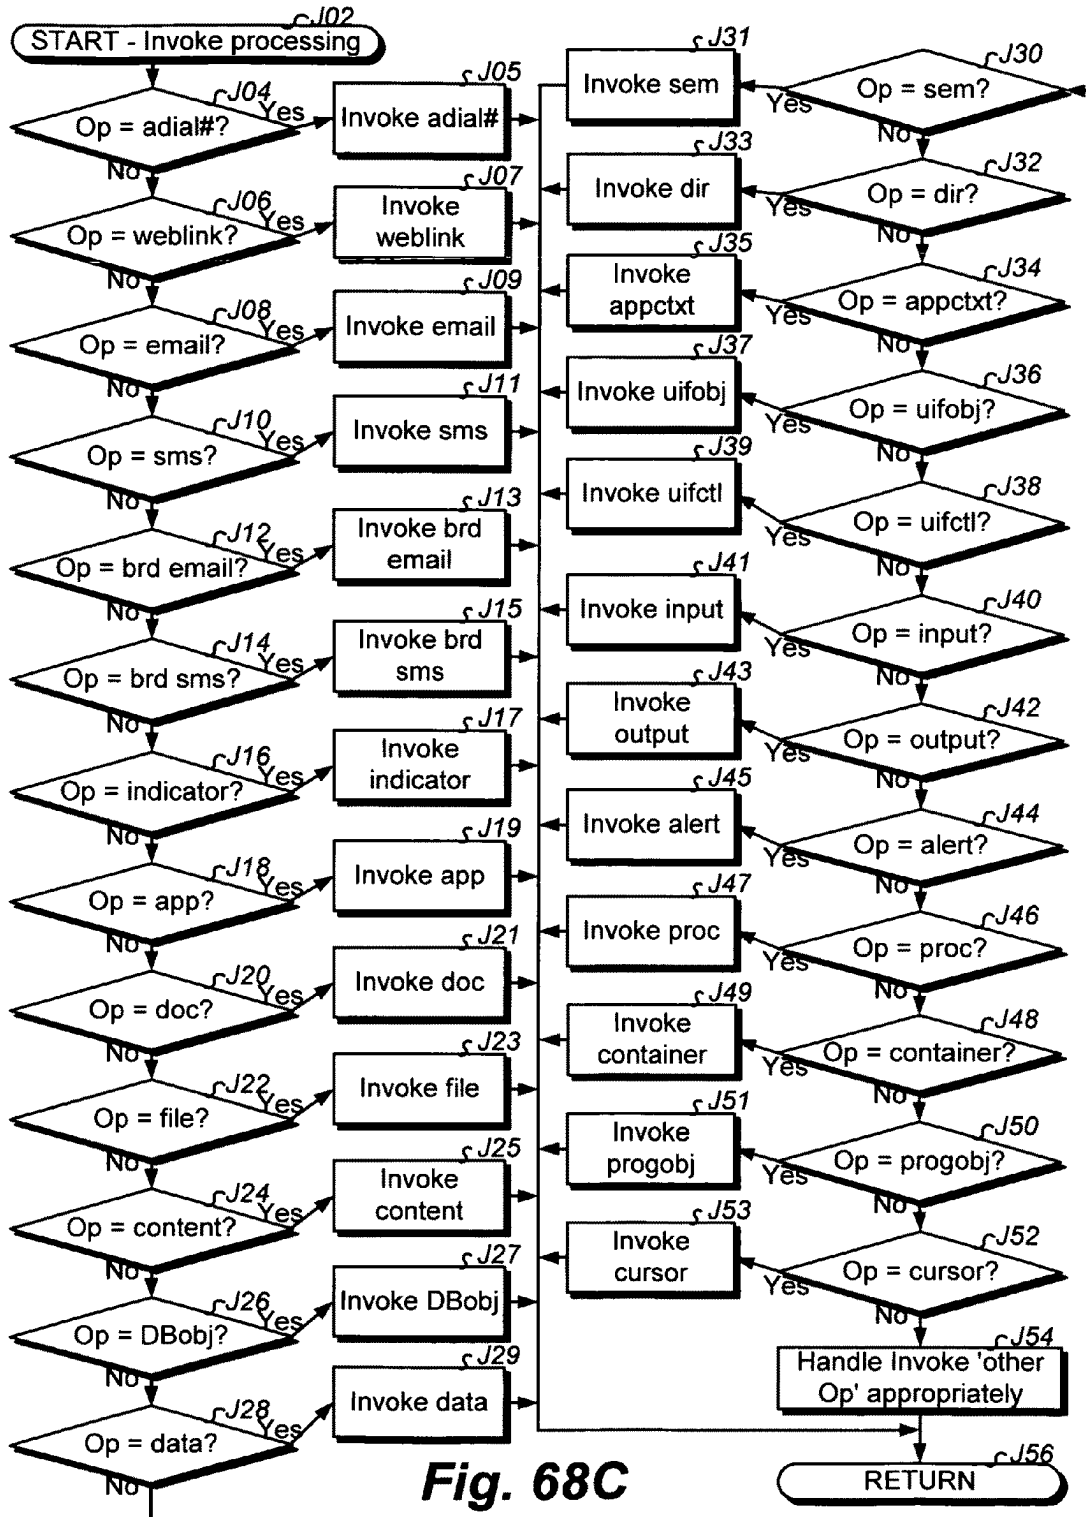 J02
START - Invoke processing
J04
Op = adial#?
Yes
No
J05
Invoke adial#
J06
Op = weblink?
Yes
No
J07
Invoke
weblink
J08
Op = email?
Yes
No
J09
Invoke email
J10
Op = sms?
Yes
No
J11
Invoke sms
J12
Op = brd email?
Yes
No
J13
Invoke brd
email
J14
Op = brd sms?
Yes
No
J15
Invoke brd
sms
J16
Op = indicator?
Yes
No
J17
Invoke
indicator
J18
Op = app?
Yes
No
J19
Invoke app
J20
Op = doc?
Yes
No
J21
Invoke doc
J22
Op = file?
Yes
No
J23
Invoke file
J24
Op = content?
Yes
No
J25
Invoke
content
J26
Op = DBobj?
Yes
No
J27
Invoke DBobj
J28
Op = data?
Yes
No
J29
Invoke data
J30
Op = sem?
Yes
No
J31
Invoke sem
J32
Op = dir?
Yes
No
J33
Invoke dir
J34
Op = appctxt?
Yes
No
J35
Invoke
appctxt
J36
Op = uifobj?
Yes
No
J37
Invoke uifobj
J38
Op = uifctl?
Yes
No
J39
Invoke uifctl
J40
Op = input?
Yes
No
J41
Invoke input
J42
Op = output?
Yes
No
J43
Invoke
output
J44
Op = alert?
Yes
No
J45
Invoke alert
J46
Op = proc?
Yes
No
J47
Invoke proc
J48
Op = container?
Yes
No
J49
Invoke
container
J50
Op = progobj?
Yes
No
J51
Invoke
progobj
J52
Op = cursor?
Yes
No
J53
Invoke
cursor
J54
Handle Invoke 'other
Op' appropriately
J56
RETURN
Fig. 68C